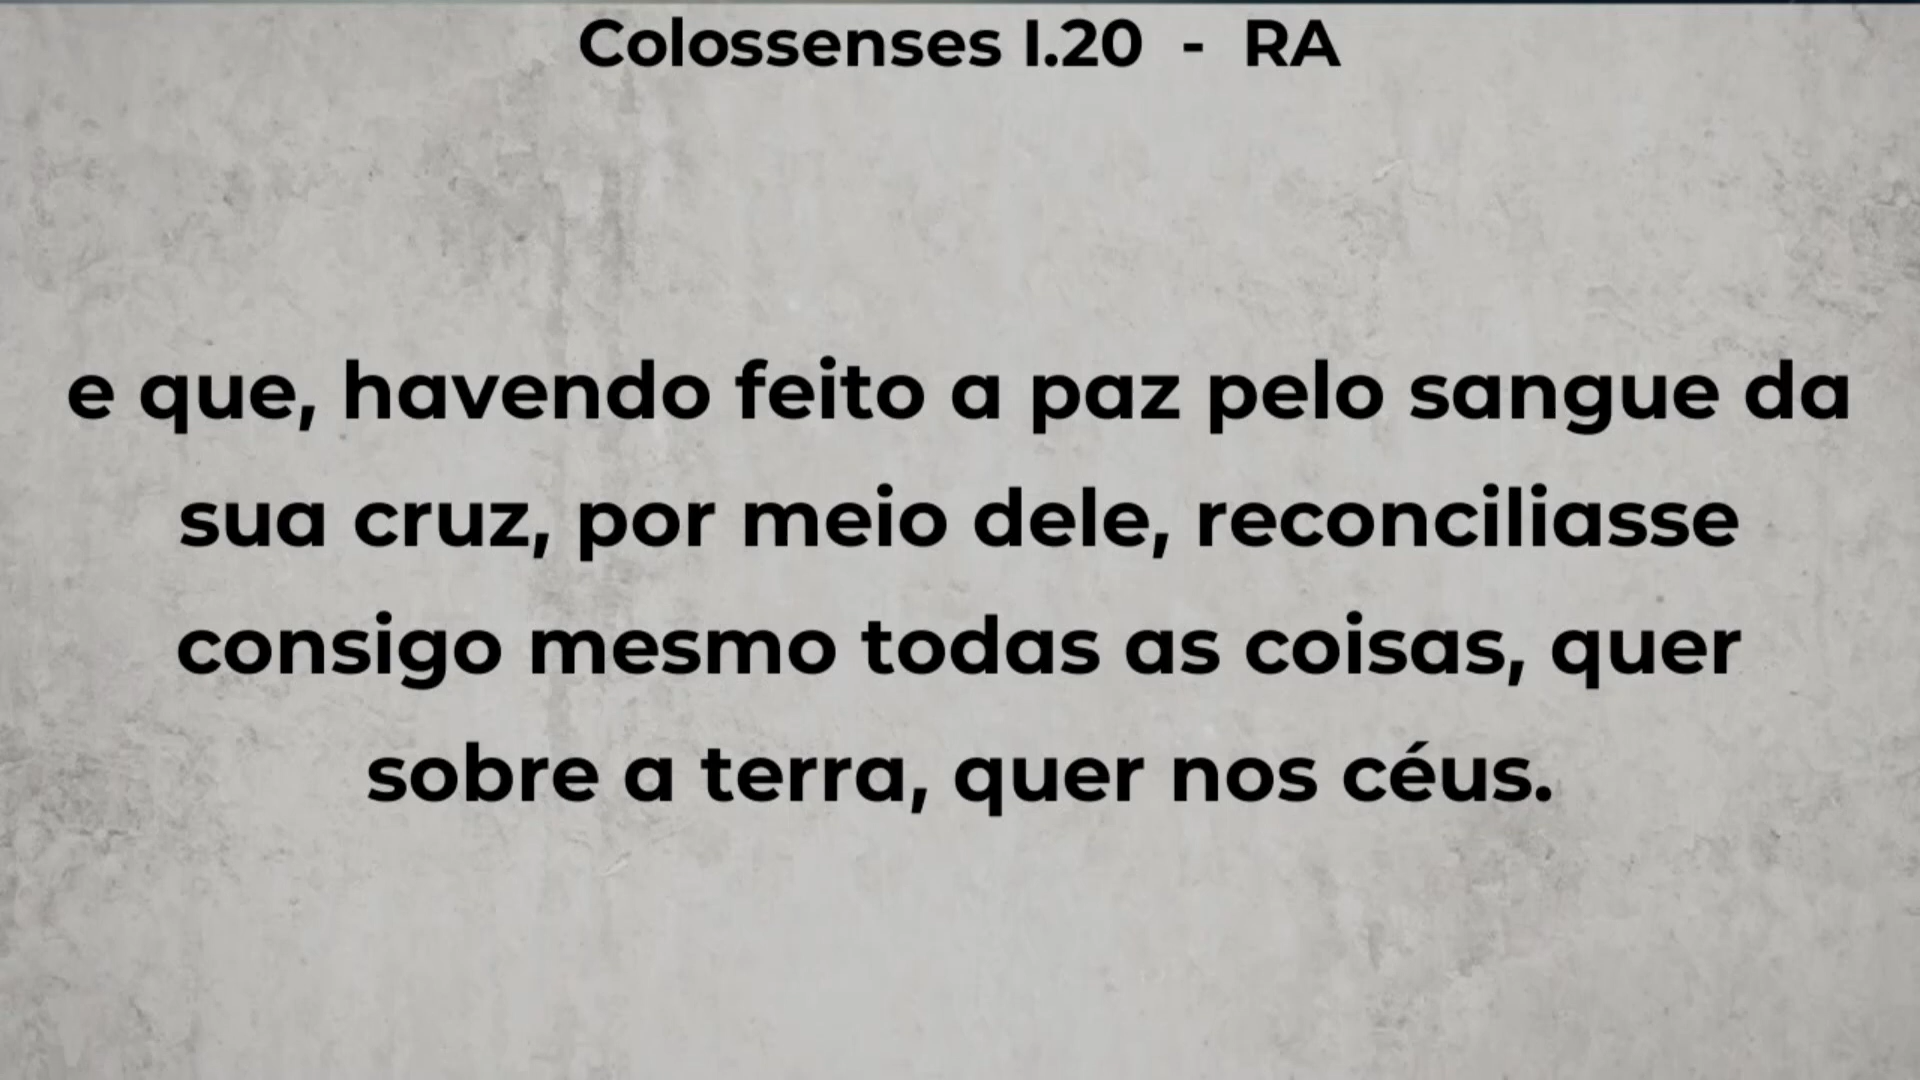 Colossenses I.20 - RA
e que, havendo feito a paz pelo sangue da
sua cruz, por meio dele, reconciliasse
consigo mesmo todas as coisas, quer
sobre a terra, quer nos céus.